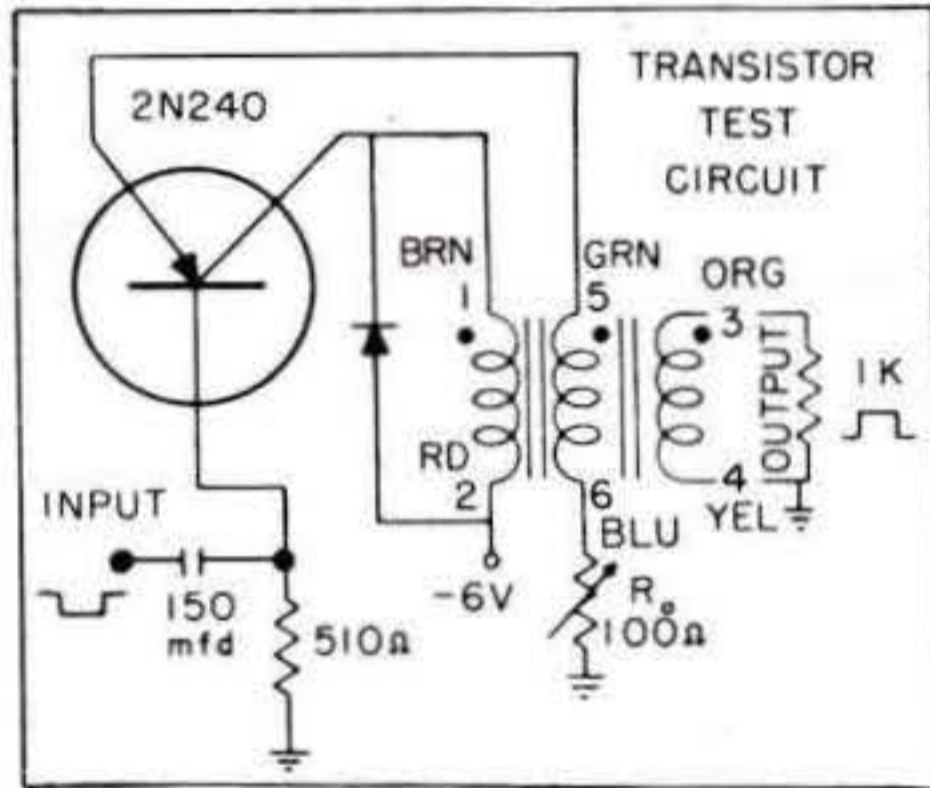 TRANSISTOR
TEST
CIRCUIT
2N240
BRN
1
GRN
5
ORG
3
OUTPUT
1K
RD
2
6
BLU
4
YEL
INPUT
-6V
150
mfd
510Ω
Re
100Ω